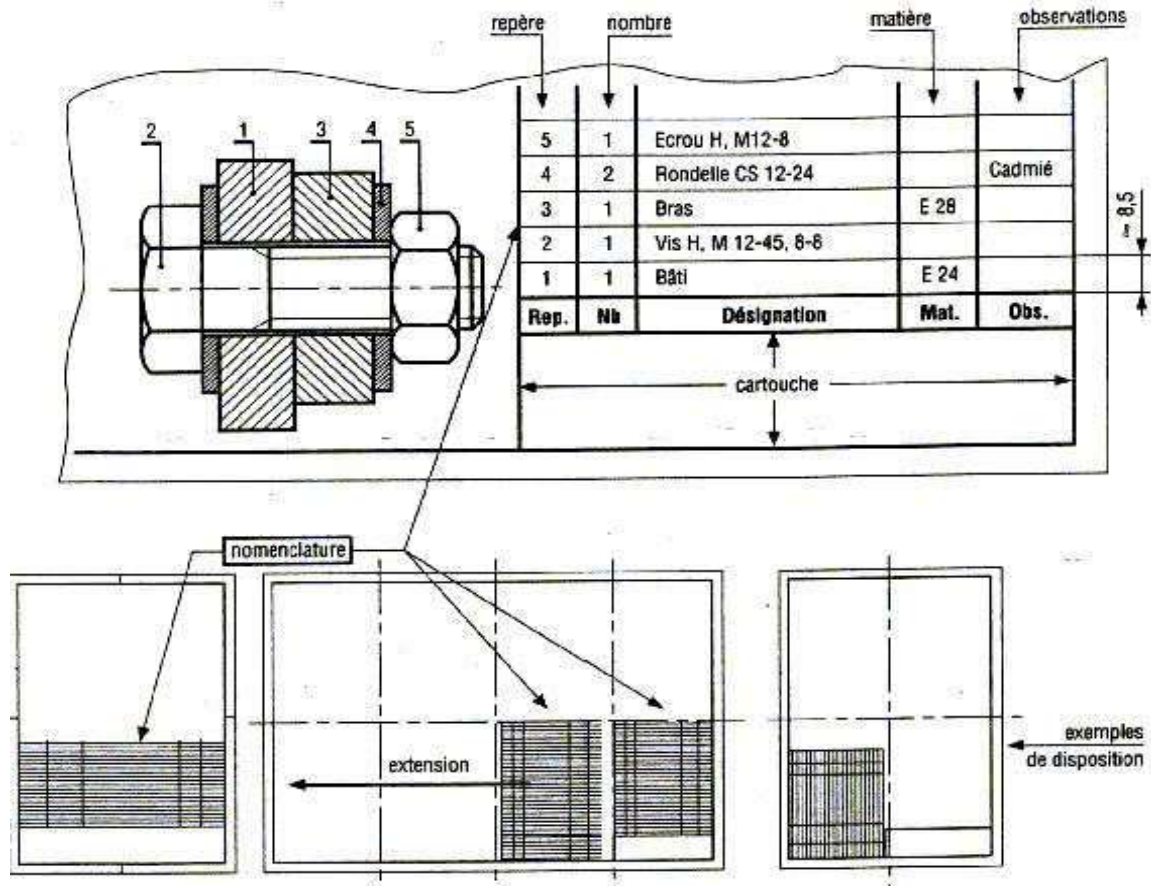 repère nombre matière observations
2 1 3 4 5
5 1 Ecrou H, M12-8
4 2 Rondelle CS 12-24 Cadmié
3 1 Bras E 28
2 1 Vis H, M 12-45, 8-8
1 1 Bâti E 24
Rep. Nb Désignation Mat. Obs.
≈ 8,5
cartouche
nomenclature
extension
exemples
de disposition